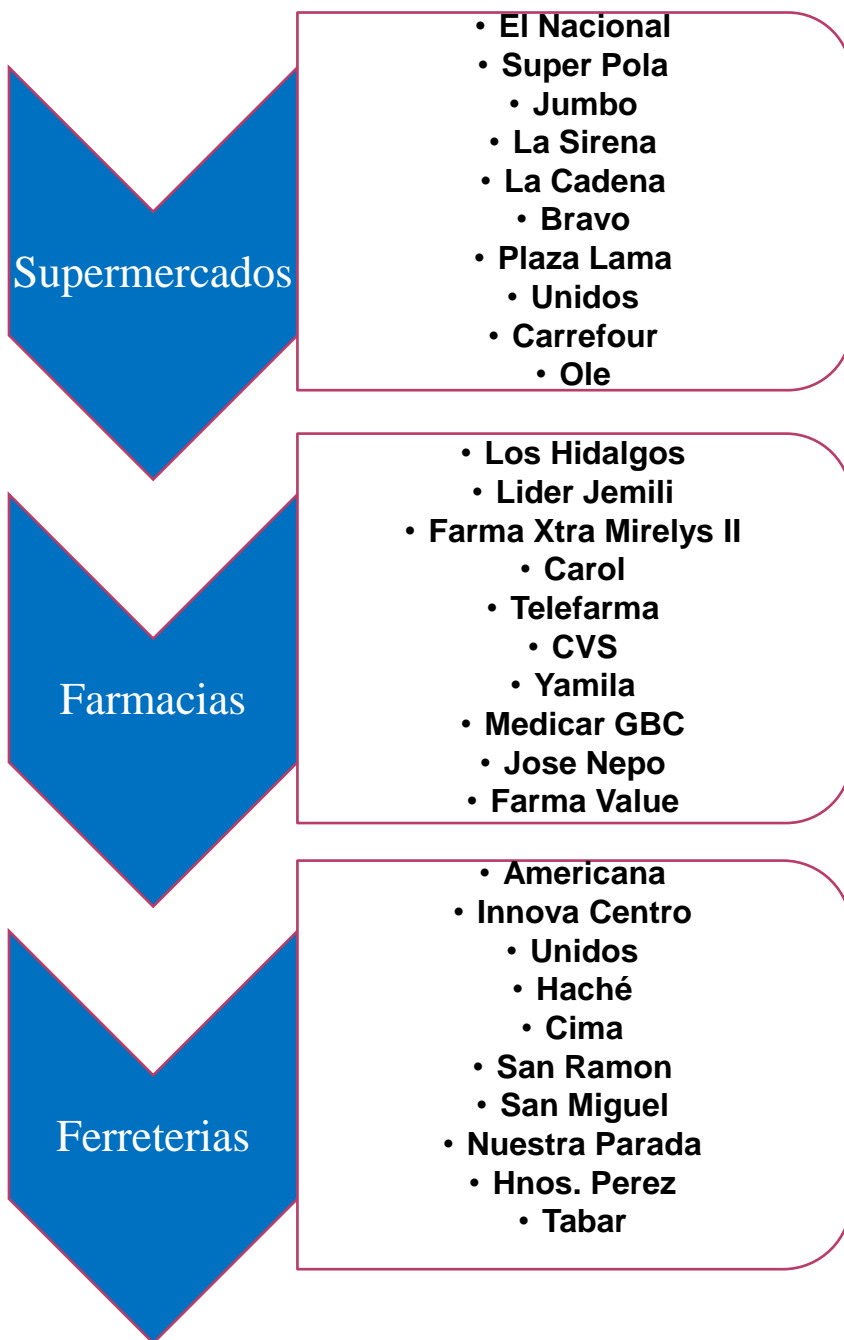 Supermercados
• El Nacional
• Super Pola
• Jumbo
• La Sirena
• La Cadena
• Bravo
• Plaza Lama
• Unidos
• Carrefour
• Ole
Farmacias
• Los Hidalgos
• Lider Jemili
• Farma Xtra Mirelys II
• Carol
• Telefarma
• CVS
• Yamila
• Medicar GBC
• Jose Nepo
• Farma Value
Ferreterias
• Americana
• Innova Centro
• Unidos
• Haché
• Cima
• San Ramon
• San Miguel
• Nuestra Parada
• Hnos. Perez
• Tabar